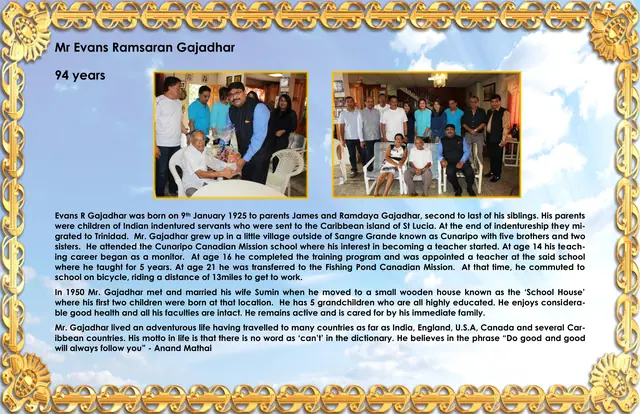 Mr Evans Ramsaran Gajadhar
94 years
Evans R Gajadhar was born on 9th January 1925 to parents James and Ramdaya Gajadhar, second to last of his siblings. His parents
were children of Indian indentured servants who were sent to the Caribbean island of St Lucia. At the end of indentureship they mi-
grated to Trinidad. Mr. Gajadhar grew up in a little village outside of Sangre Grande known as Cunaripo with five brothers and two
sisters. He attended the Cunaripo Canadian Mission school where his interest in becoming a teacher started. At age 14 his teach-
ing career began as a monitor. At age 16 he completed the training program and was appointed a teacher at the said school
where he taught for 5 years. At age 21 he was transferred to the Fishing Pond Canadian Mission. At that time, he commuted to
school on bicycle, riding a distance of 13miles to get to work.
In 1950 Mr. Gajadhar met and married his wife Sumin when he moved to a small wooden house known as the ‘School House’
where his first two children were born at that location. He has 5 grandchildren who are all highly educated. He enjoys considera-
ble good health and all his faculties are intact. He remains active and is cared for by his immediate family.
Mr. Gajadhar lived an adventurous life having travelled to many countries as far as India, England, U.S.A, Canada and several Car-
ibbean countries. His motto in life is that there is no word as ‘can’t’ in the dictionary. He believes in the phrase “Do good and good
will always follow you” - Anand Mathai